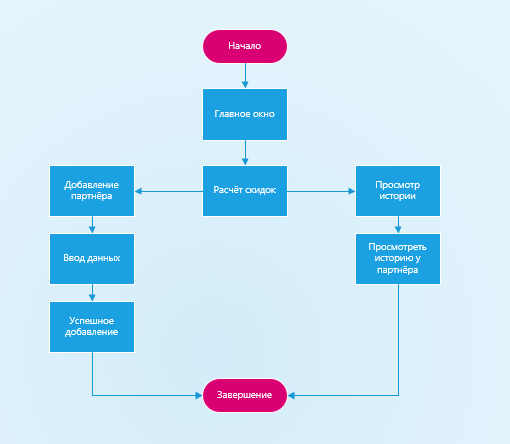 Начало
Главное окно
Добавление
партнёра
Расчёт скидок
Просмотр
истории
Ввод данных
Просмотреть
историю у
партнёра
Успешное
добавление
Завершение